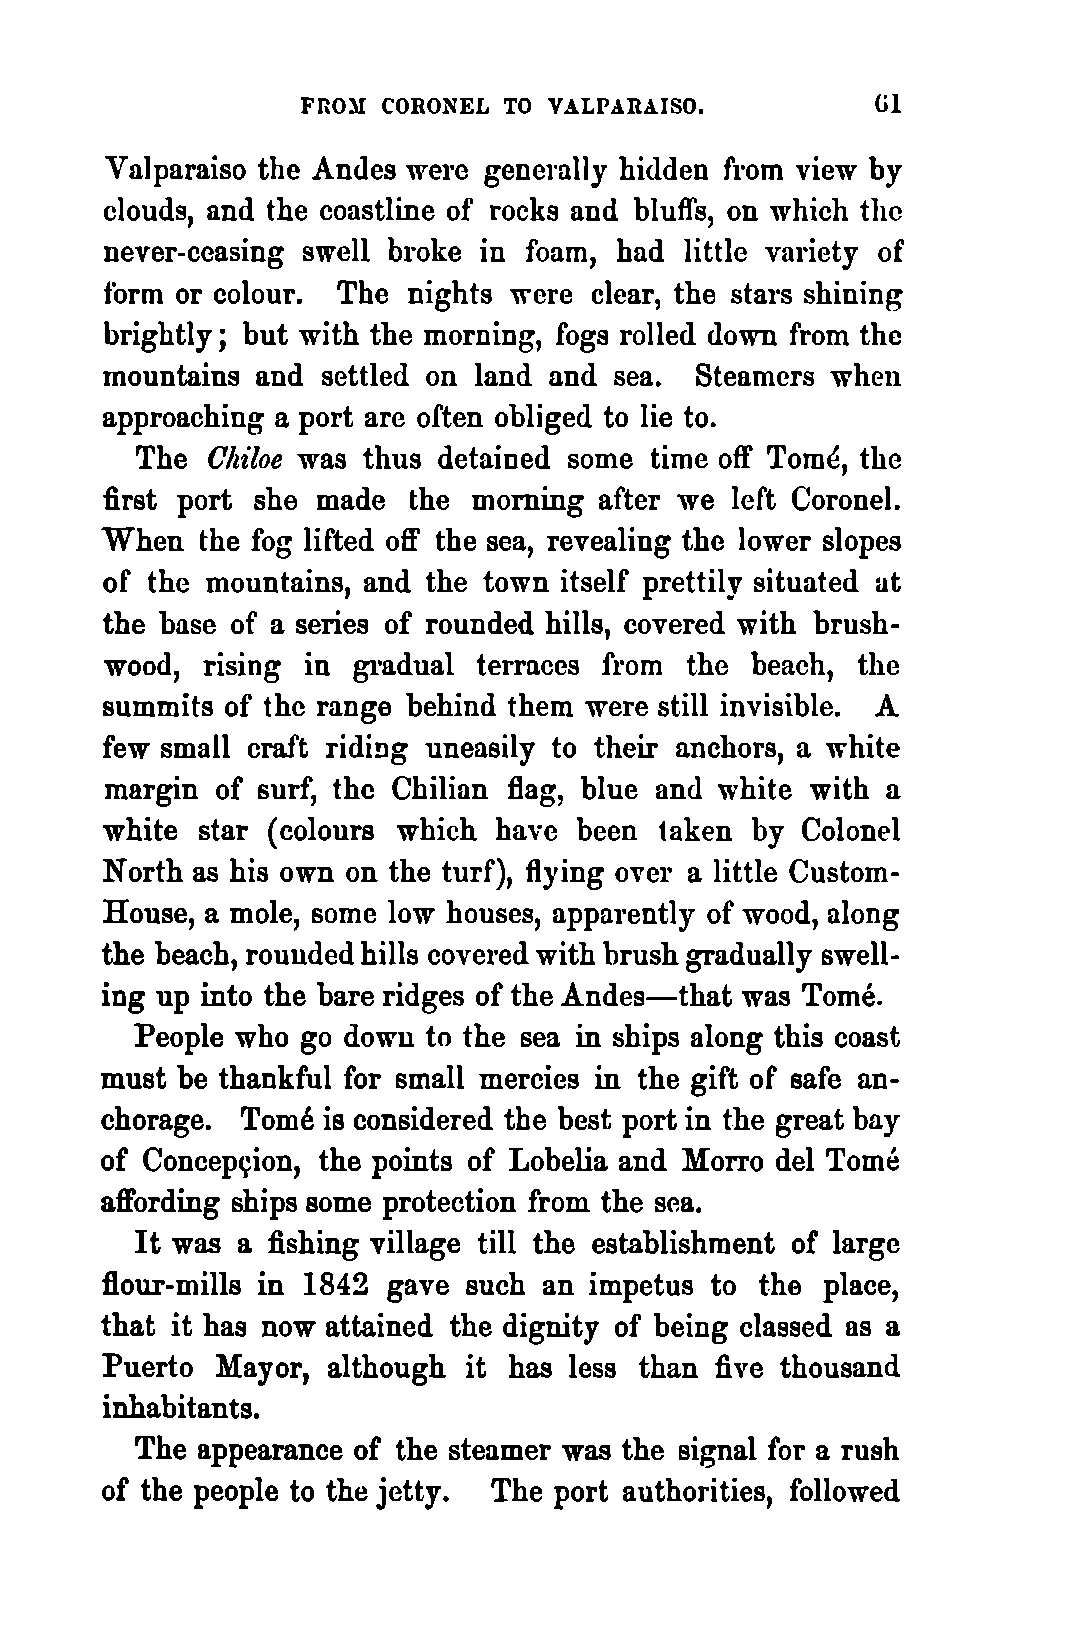 FROM CORONEL TO VALPARAISO. 61
Valparaiso the Andes were generally hidden from view by
clouds, and the coastline of rocks and bluffs, on which the
never-ceasing swell broke in foam, had little variety of
form or colour. The nights were clear, the stars shining
brightly; but with the morning, fogs rolled down from the
mountains and settled on land and sea. Steamers when
approaching a port are often obliged to lie to.
The Chiloe was thus detained some time off Tomé, the
first port she made the morning after we left Coronel.
When the fog lifted off the sea, revealing the lower slopes
of the mountains, and the town itself prettily situated at
the base of a series of rounded hills, covered with brush-
wood, rising in gradual terraces from the beach, the
summits of the range behind them were still invisible. A
few small craft riding uneasily to their anchors, a white
margin of surf, the Chilian flag, blue and white with a
white star (colours which have been taken by Colonel
North as his own on the turf), flying over a little Custom-
House, a mole, some low houses, apparently of wood, along
the beach, rounded hills covered with brush gradually swell-
ing up into the bare ridges of the Andes—that was Tomé.
People who go down to the sea in ships along this coast
must be thankful for small mercies in the gift of safe an-
chorage. Tomé is considered the best port in the great bay
of Concepçion, the points of Lobelia and Morro del Tomé
affording ships some protection from the sea.
It was a fishing village till the establishment of large
flour-mills in 1842 gave such an impetus to the place,
that it has now attained the dignity of being classed as a
Puerto Mayor, although it has less than five thousand
inhabitants.
The appearance of the steamer was the signal for a rush
of the people to the jetty. The port authorities, followed